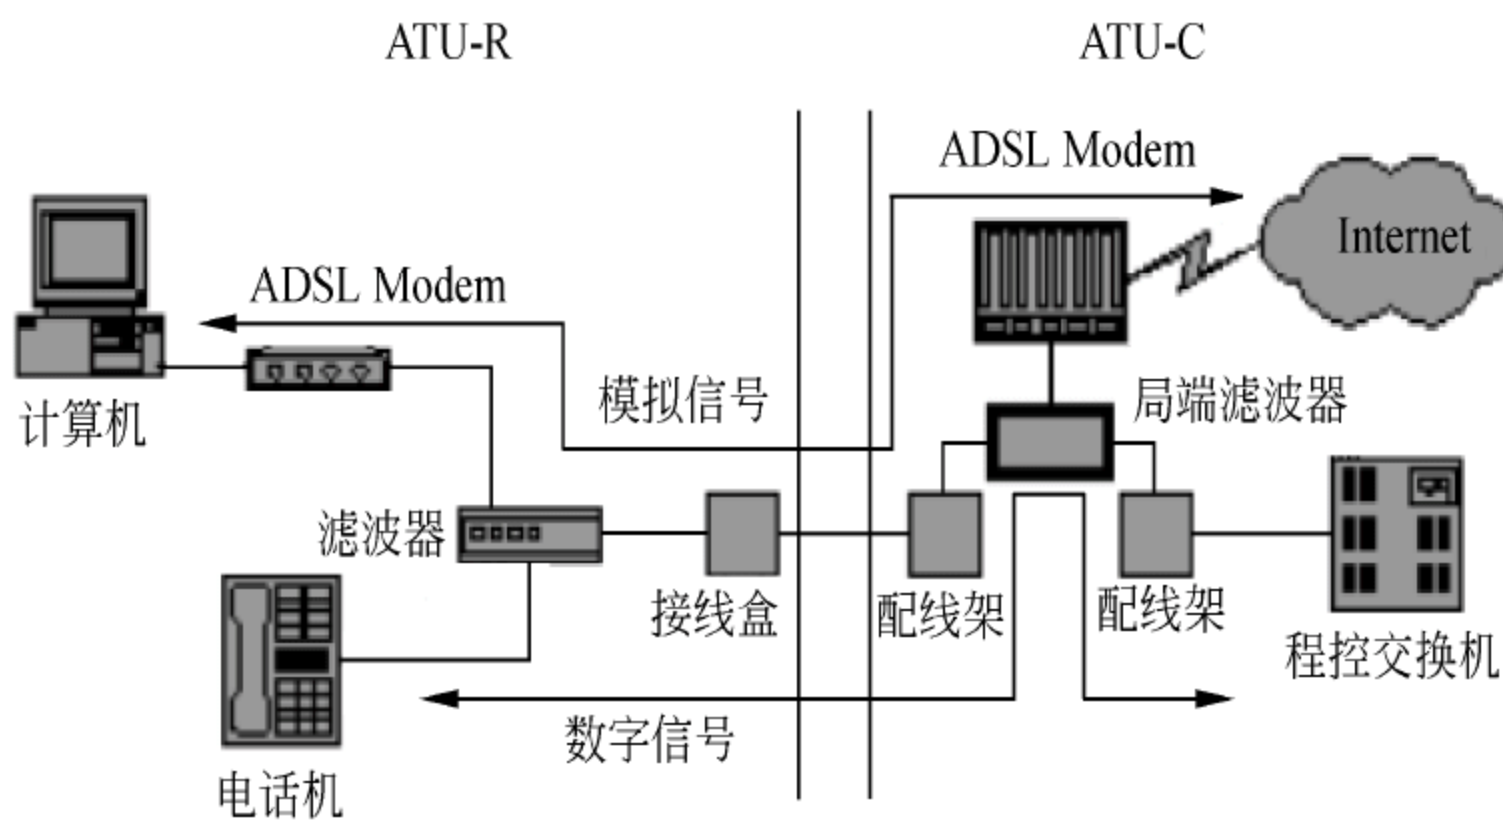 ATU-R
ATU-C
ADSL Modem
Internet
ADSL Modem
计算机
模拟信号
局端滤波器
滤波器
接线盒
配线架
配线架
程控交换机
数字信号
电话机